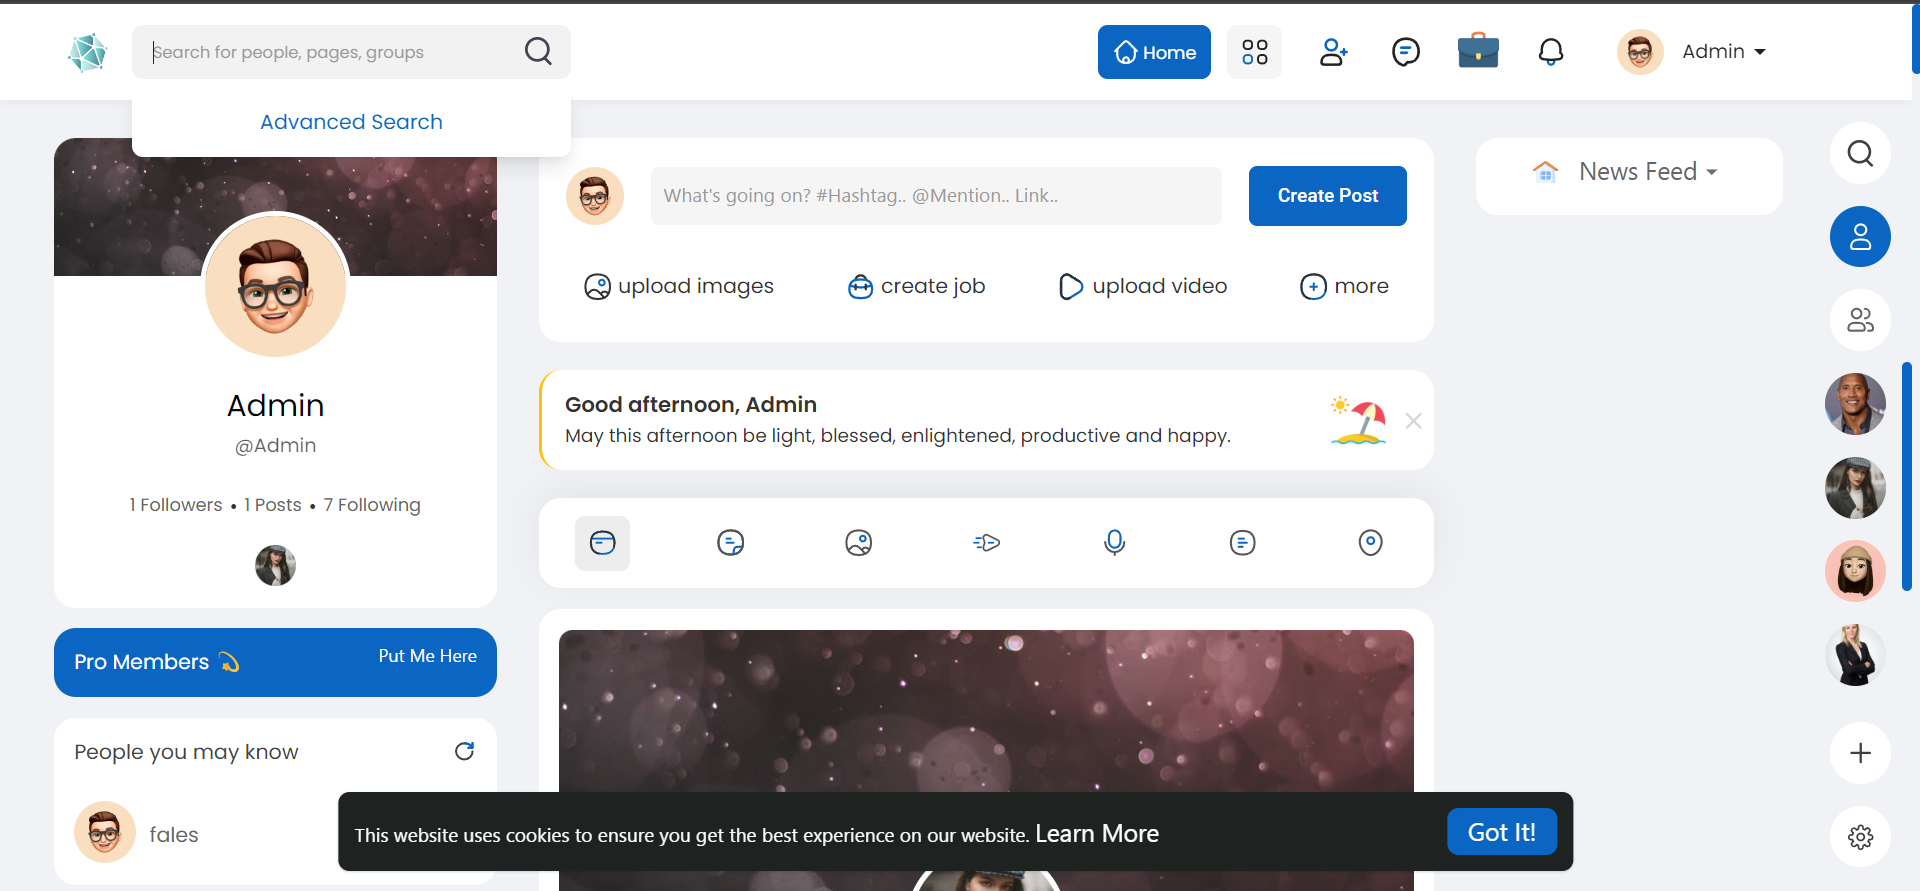 Search for people, pages, groups
Home
Admin
Advanced Search
What's going on? #Hashtag.. @Mention.. Link..
Create Post
News Feed
upload images
create job
upload video
more
Admin
@Admin
1 Followers • 1 Posts • 7 Following
Good afternoon, Admin
May this afternoon be light, blessed, enlightened, productive and happy.
Pro Members
Put Me Here
People you may know
fales
This website uses cookies to ensure you get the best experience on our website. Learn More
Got It!